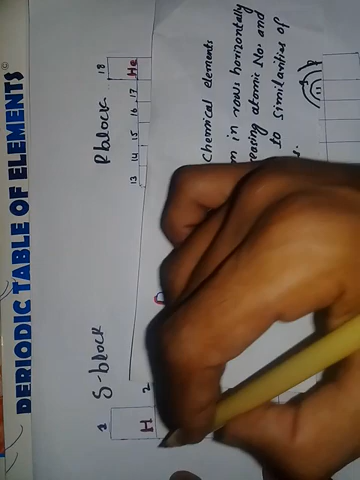 PERIODIC TABLE OF ELEMENTS
S-block
P block
1
2
13 14 15 16 17 18
H
He
Chemical elements
in rows horizontally
atomic No. and
to similarities of